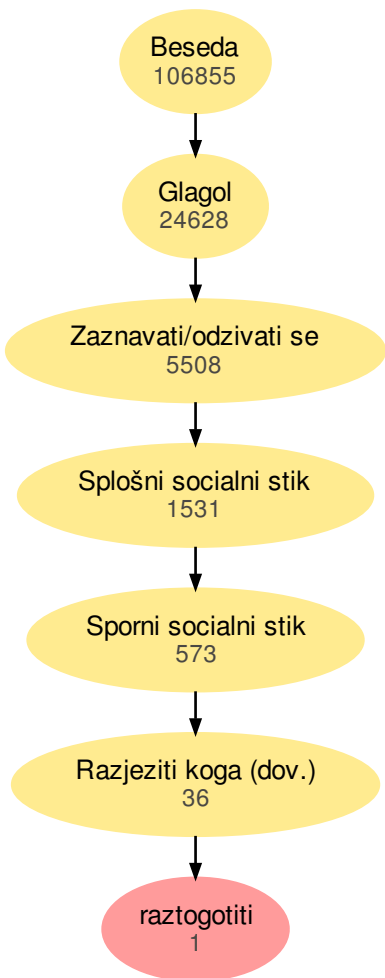 Beseda
106855
Glagol
24628
Zaznavati/odzivati se
5508
Splošni socialni stik
1531
Sporni socialni stik
573
Razjeziti koga (dov.)
36
raztogotiti
1